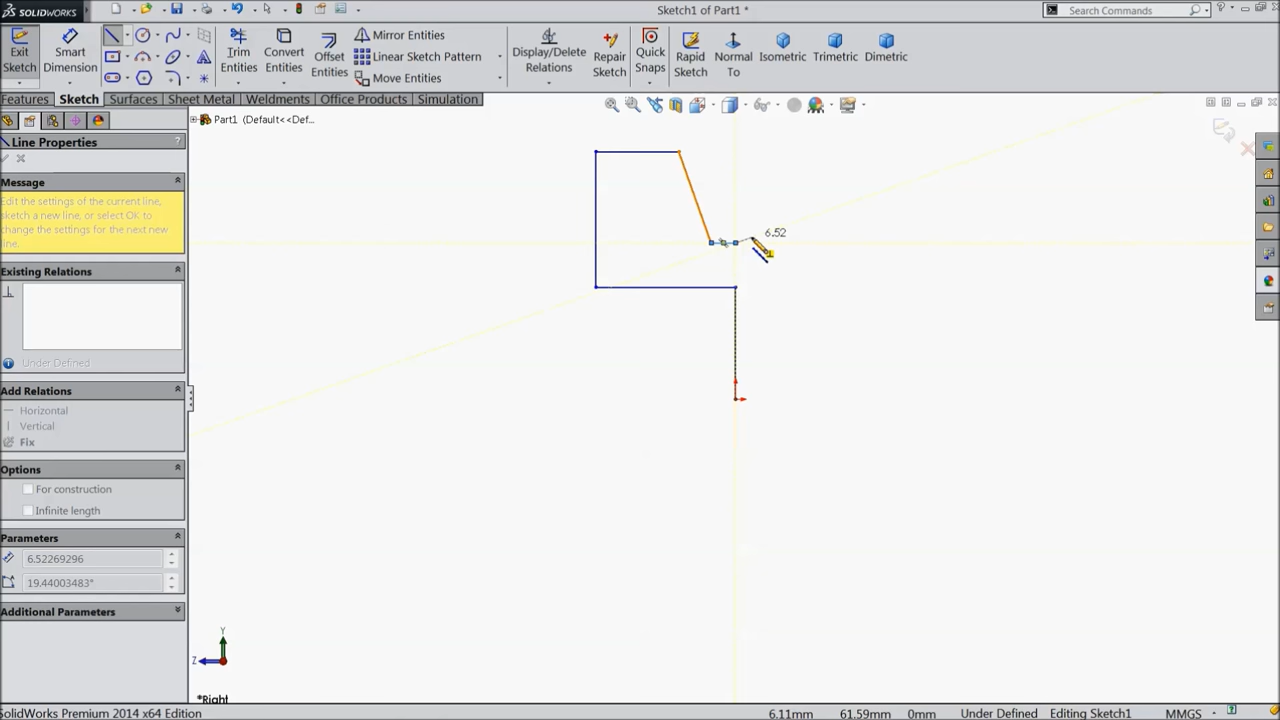 SOLIDWORKS
Sketch1 of Part1 *
Search Commands
Exit Sketch
Smart Dimension
Trim Entities
Convert Entities
Offset Entities
Mirror Entities
Linear Sketch Pattern
Move Entities
Display/Delete Relations
Repair Sketch
Quick Snaps
Rapid Sketch
Normal To
Isometric
Trimetric
Dimetric
Features Sketch Surfaces Sheet Metal Weldments Office Products Simulation
Part1 (Default<<Def...
Line Properties
?
Message
Edit the settings of the current line,
sketch a new line, or select OK to
change the settings for the next new
line.
Existing Relations
Under Defined
Add Relations
Horizontal
Vertical
Fix
Options
For construction
Infinite length
Parameters
6.52269296
19.44003483°
Additional Parameters
6.52
Y
Z
*Right
SolidWorks Premium 2014 x64 Edition
6.11mm 61.59mm 0mm Under Defined Editing Sketch1 MMGS